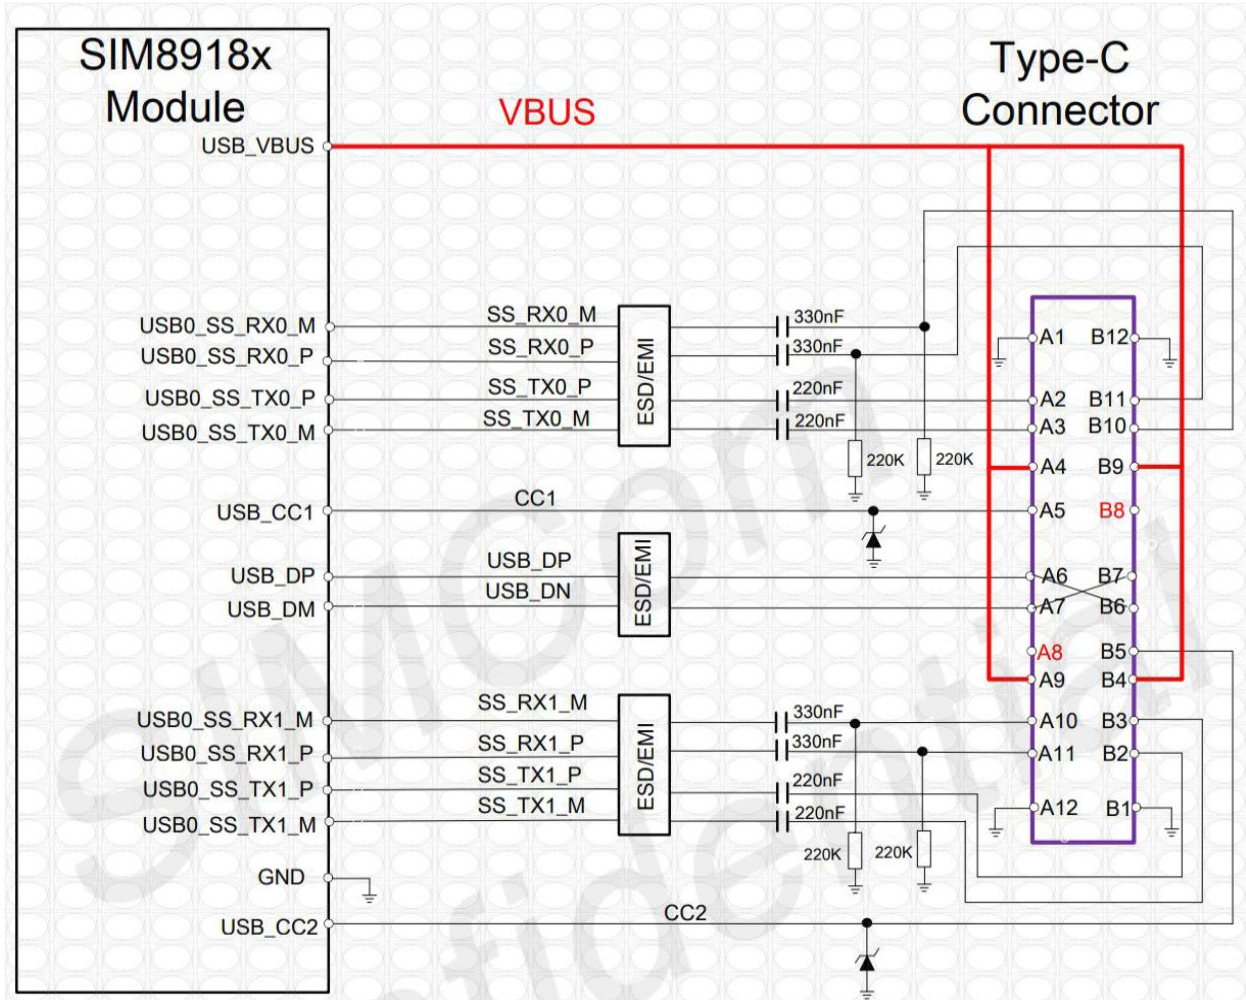 SIM8918x
Module
Type-C
Connector
VBUS
USB_VBUS
USB0_SS_RX0_M
SS_RX0_M
330nF
USB0_SS_RX0_P
SS_RX0_P
330nF
USB0_SS_TX0_P
SS_TX0_P
220nF
USB0_SS_TX0_M
SS_TX0_M
220nF
ESD/EMI
220K
220K
A1 B12
A2 B11
A3 B10
A4 B9
USB_CC1
CC1
A5 B8
USB_DP
USB_DP
A6 B7
USB_DM
USB_DN
A7 B6
ESD/EMI
A8 B5
A9 B4
USB0_SS_RX1_M
SS_RX1_M
330nF
A10 B3
USB0_SS_RX1_P
SS_RX1_P
330nF
A11 B2
USB0_SS_TX1_P
SS_TX1_P
220nF
USB0_SS_TX1_M
SS_TX1_M
220nF
A12 B1
ESD/EMI
220K
220K
GND
USB_CC2
CC2
SIMCom